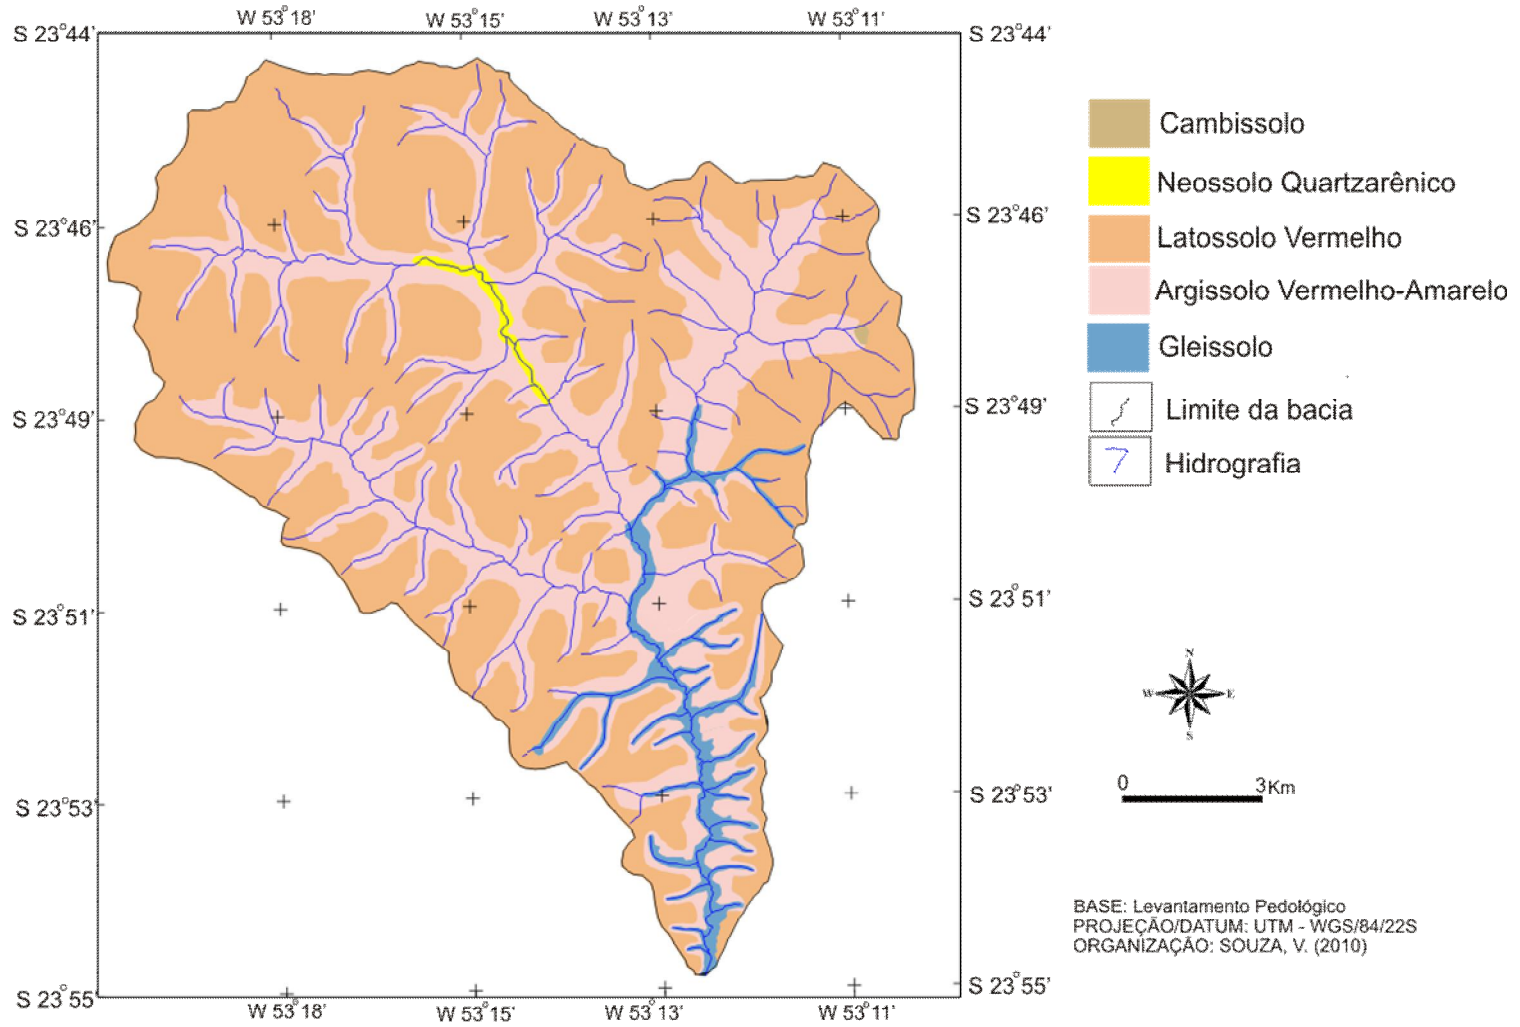 W 53°18' W 53°15' W 53°13' W 53°11'
S 23°44' S 23°44'
Cambissolo
Neossolo Quartzarênico
S 23°46' S 23°46'
Latossolo Vermelho
Argissolo Vermelho-Amarelo
Gleissolo
S 23°49' S 23°49'
Limite da bacia
Hidrografia
S 23°51' S 23°51'
N
W E
S
S 23°53' S 23°53'
0 3Km
BASE: Levantamento Pedológico
PROJEÇÃO/DATUM: UTM - WGS/84/22S
ORGANIZAÇÃO: SOUZA, V. (2010)
S 23°55' S 23°55'
W 53°18' W 53°15' W 53°13' W 53°11'